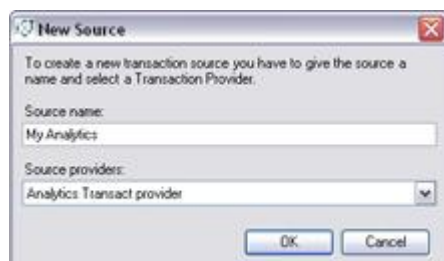 New Source
To create a new transaction source you have to give the source a
name and select a Transaction Provider.
Source name:
My Analytics
Source providers:
Analytics Transact provider
OK
Cancel